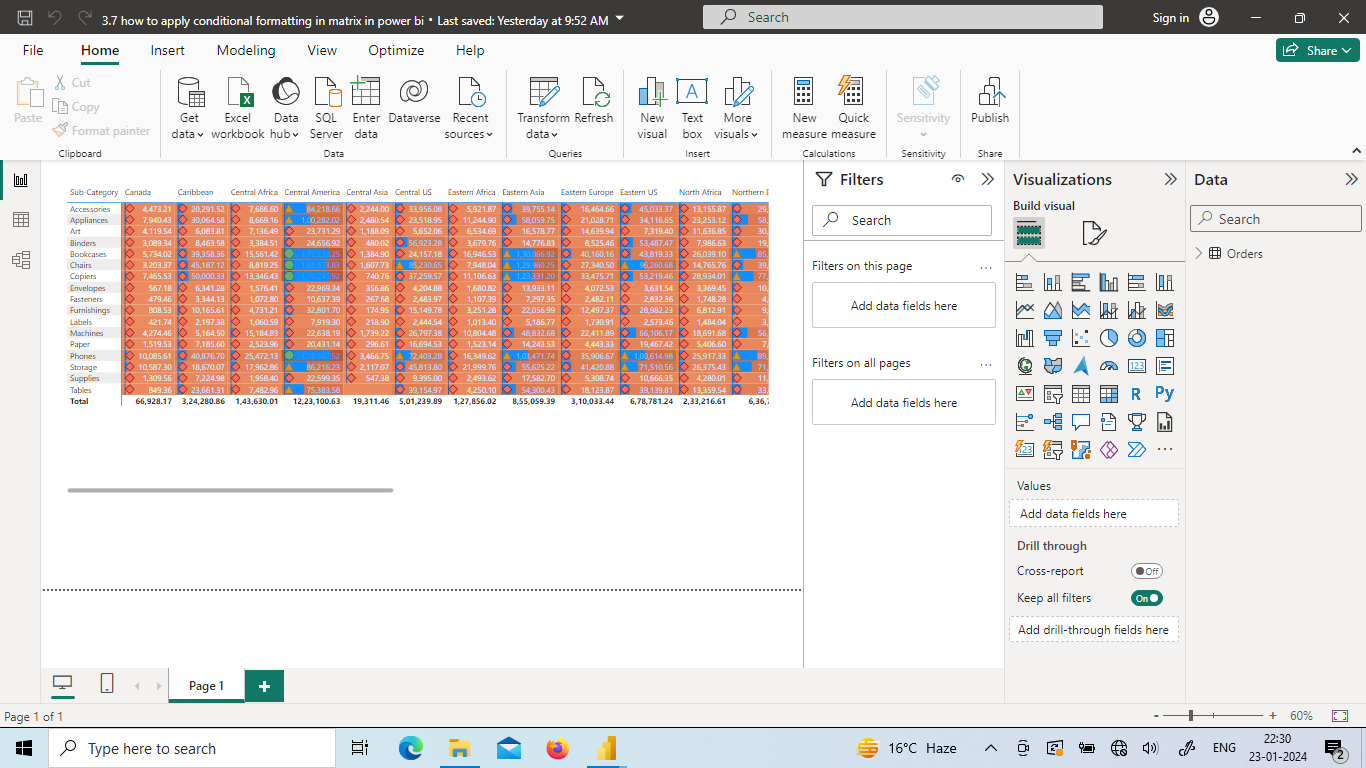 3.7 how to apply conditional formatting in matrix in power bi • Last saved: Yesterday at 9:52 AM
Search
Sign in
File Home Insert Modeling View Optimize Help
Share
Paste
Cut
Copy
Format painter
Clipboard
Get data
Excel workbook
Data hub
SQL Server
Enter data
Dataverse
Recent sources
Data
Transform data
Refresh
Queries
New visual
Text box
More visuals
Insert
New measure
Quick measure
Calculations
Sensitivity
Sensitivity
Publish
Share
Sub-Category Canada Caribbean Central Africa Central America Central Asia Central US Eastern Africa Eastern Asia Eastern Europe Eastern US North Africa Northern E
Accessories 4,473.21 20,291.52 7,686.60 84,218.66 2,244.00 33,956.08 5,921.87 39,755.14 16,464.66 45,033.37 13,155.87 29,
Appliances 7,940.43 30,064.58 8,669.16 1,00,282.02 2,480.54 23,518.95 11,244.90 58,059.75 21,028.71 34,116.65 23,253.12 58,
Art 4,119.54 6,083.81 7,136.49 23,731.29 1,188.09 5,652.06 6,534.69 16,578.77 14,639.94 7,319.40 11,636.85 30,
Binders 3,089.34 8,463.58 3,384.51 24,656.92 480.02 56,923.28 3,679.76 14,776.83 8,525.46 53,487.47 7,986.63 19,
Bookcases 5,734.02 39,358.36 15,561.42 1,384.90 24,157.18 16,946.53 1,30,066.92 40,160.16 43,819.33 26,039.10 85,
Chairs 3,203.37 45,187.12 8,819.25 1,607.73 85,230.65 7,948.04 1,29,980.25 27,340.50 96,260.68 14,765.76 39,
Copiers 7,465.53 50,000.33 13,346.43 740.76 37,259.57 11,106.63 1,23,331.20 33,475.71 53,219.46 28,934.01 77,
Envelopes 567.18 6,341.28 1,576.41 22,969.34 356.86 4,204.88 1,680.82 13,933.11 4,072.53 3,631.54 3,369.45 10,
Fasteners 479.46 3,344.13 1,072.80 10,637.39 267.68 2,483.97 1,107.39 7,297.35 2,482.11 2,832.36 1,748.28 4,
Furnishings 808.53 10,165.61 4,731.21 32,801.70 174.95 15,149.78 3,251.28 22,056.99 12,497.37 28,982.23 6,812.91 9,
Labels 421.74 2,197.38 1,060.59 7,919.30 218.90 2,444.54 1,013.40 5,186.77 1,730.91 2,573.46 1,484.04 3,
Machines 4,274.46 5,164.50 15,184.83 22,638.19 1,739.22 26,797.38 10,804.48 48,832.68 22,411.89 66,106.17 18,691.68 56,
Paper 1,519.53 7,185.60 2,523.96 20,431.14 296.61 16,694.53 1,523.14 14,243.53 4,443.33 19,467.42 5,406.60 7,
Phones 10,085.61 40,876.70 25,472.13 3,466.75 72,403.28 16,349.62 1,03,471.74 35,906.67 1,00,614.98 25,917.33 89,
Storage 10,587.30 18,670.07 17,962.86 86,216.23 2,117.07 45,813.80 21,999.76 55,625.22 41,420.88 71,510.56 26,375.43 71,
Supplies 1,309.56 7,224.98 1,958.40 22,599.35 547.38 9,395.00 2,493.62 17,582.70 5,308.74 10,666.35 4,280.01 11,
Tables 849.36 23,661.31 7,482.96 75,383.58 39,154.97 4,250.10 54,300.43 18,123.87 39,139.81 13,359.54 33,
Total 66,928.17 3,24,280.86 1,43,630.01 12,23,100.63 19,311.46 5,01,239.89 1,27,856.02 8,55,059.39 3,10,033.44 6,78,781.24 2,33,216.61 6,36,7
Filters
Search
Filters on this page ...
Add data fields here
Filters on all pages ...
Add data fields here
Visualizations
Build visual
Values
Add data fields here
Drill through
Cross-report Off
Keep all filters On
Add drill-through fields here
Data
Search
Orders
Page 1
Page 1 of 1
- + 60%
Type here to search
16°C Haze
ENG
22:30
23-01-2024
2